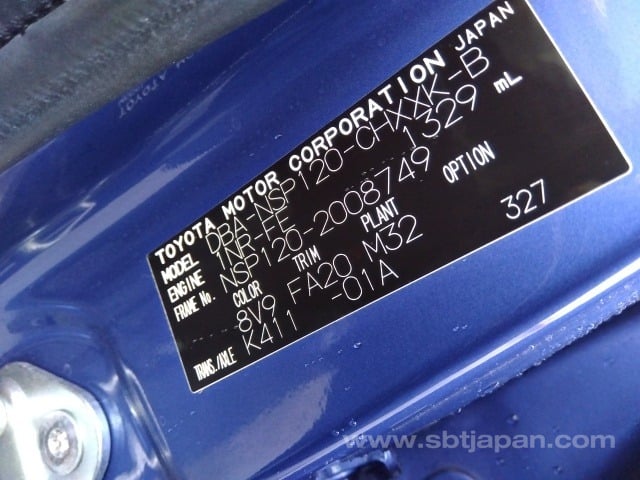 TOYOTA MOTOR CORPORATION JAPAN
MODEL DBA-NSP120-CHXXK-B
ENGINE 1NR-FE 1329 mL
FRAME No. NSP120-2008749
COLOR TRIM PLANT OPTION
8V9 FA20 M32 327
TRANS./AXLE K411 -01A
www.sbtjapan.com